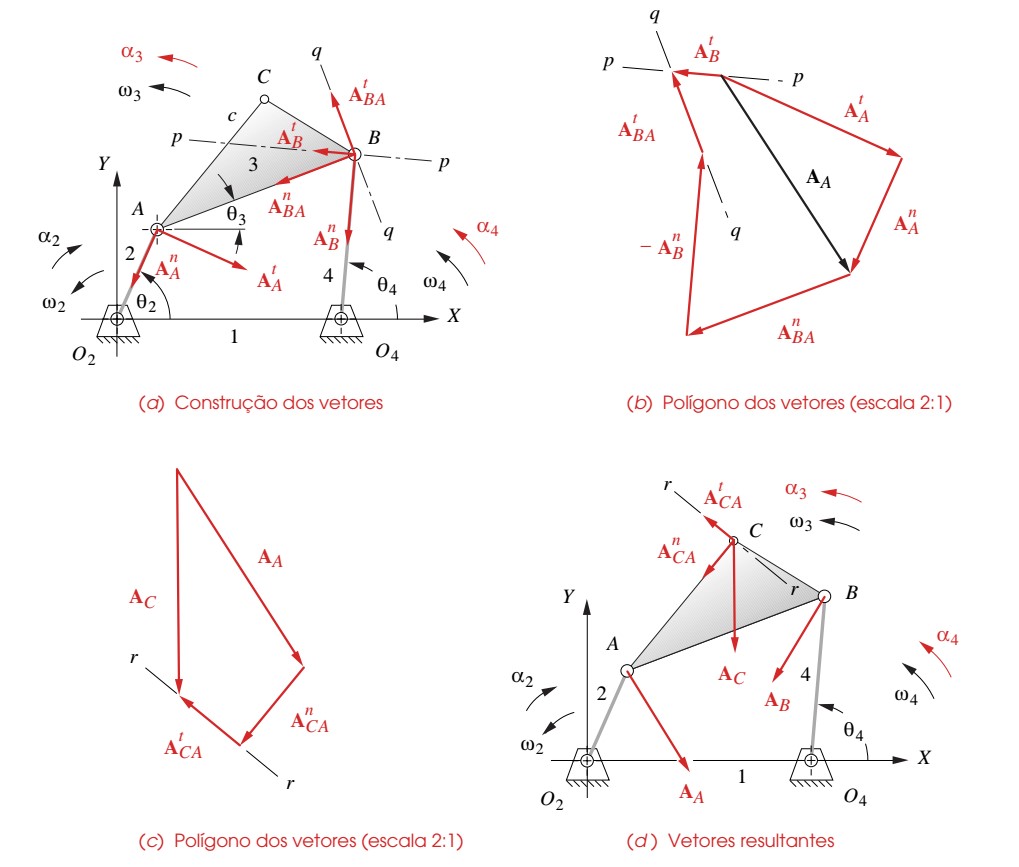 α3
ω3
q
C
A^t_BA
c
p
A^t_B
B
p
3
Y
A^n_BA
A
θ3
q
α2
2
A^n_A
A^t_A
A^n_B
α4
4
θ4
ω4
ω2
θ2
X
1
O2
O4
(a) Construção dos vetores
q
p
A^t_B
p
A^t_A
A^t_BA
A_A
A^n_A
q
– A^n_B
A^n_BA
(b) Polígono dos vetores (escala 2:1)
A_A
A_C
r
A^n_CA
A^t_CA
r
(c) Polígono dos vetores (escala 2:1)
r
A^t_CA
α3
ω3
C
A^n_CA
r
Y
B
A
α4
α2
A_C
4
2
A_B
ω4
ω2
θ4
X
1
O2
A_A
O4
(d) Vetores resultantes